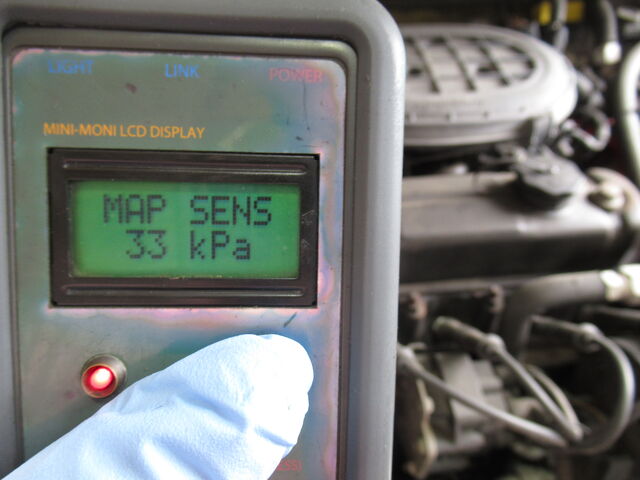 LIGHT LINK POWER
MINI-MONI LCD DISPLAY
MAP SENS
33 kPa